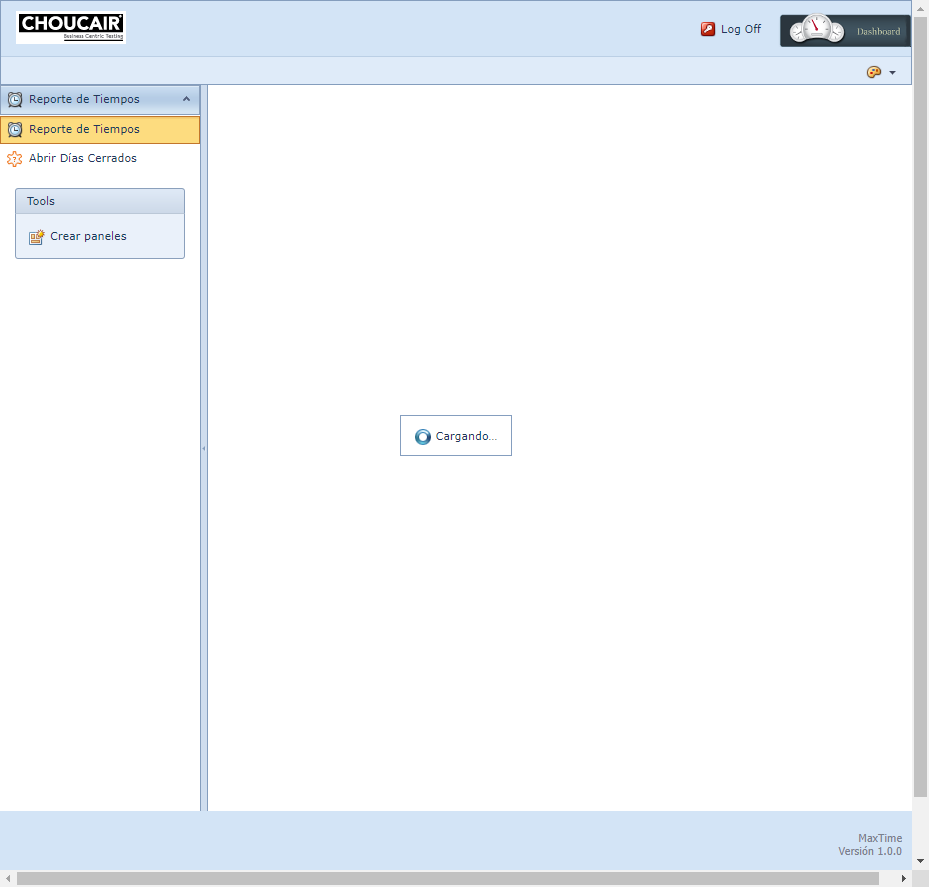 CHOUCAIR
Business Centric Testing
Log Off
Dashboard
Reporte de Tiempos
Reporte de Tiempos
Abrir Días Cerrados
Tools
Crear paneles
Cargando...
MaxTime
Versión 1.0.0